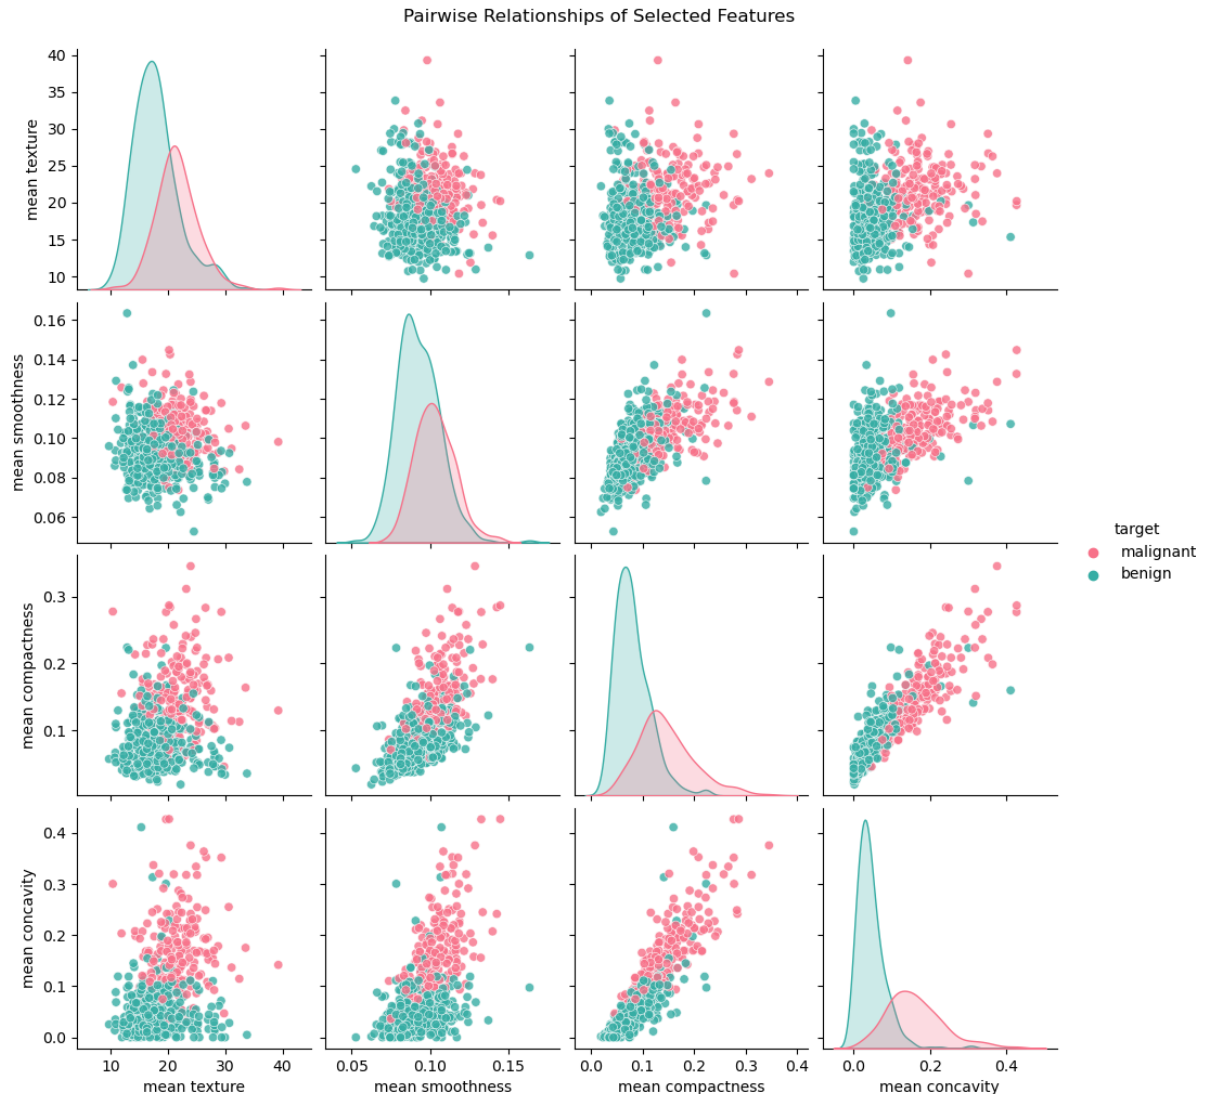 Pairwise Relationships of Selected Features
40
35
30
25
20
15
10
mean texture
0.16
0.14
0.12
0.10
0.08
0.06
mean smoothness
target
malignant
benign
0.3
0.2
0.1
mean compactness
0.4
0.3
0.2
0.1
0.0
mean concavity
10 20 30 40
0.05 0.10 0.15
0.0 0.1 0.2 0.3 0.4
0.0 0.2 0.4
mean texture
mean smoothness
mean compactness
mean concavity